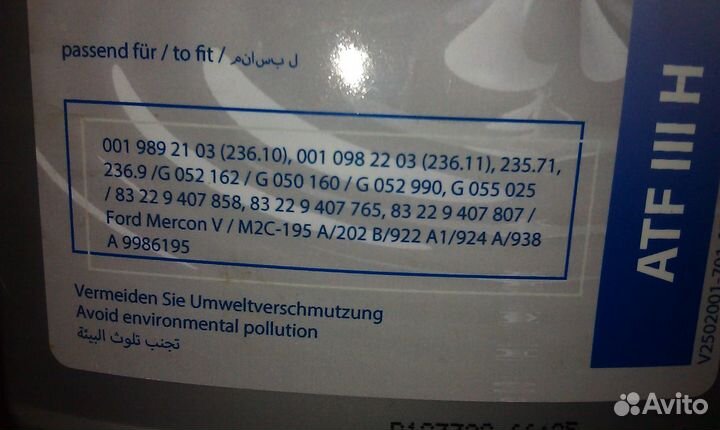 passend für / to fit /
001 989 21 03 (236.10), 001 098 22 03 (236.11), 235.71,
236.9 /G 052 162 / G 050 160 / G 052 990, G 055 025
/ 83 22 9 407 858, 83 22 9 407 765, 83 22 9 407 807 /
Ford Mercon V / M2C-195 A/202 B/922 A1/924 A/938
A 9986195
Vermeiden Sie Umweltverschmutzung
Avoid environmental pollution
تجنب تلوث البيئة
ATF III H
Avito